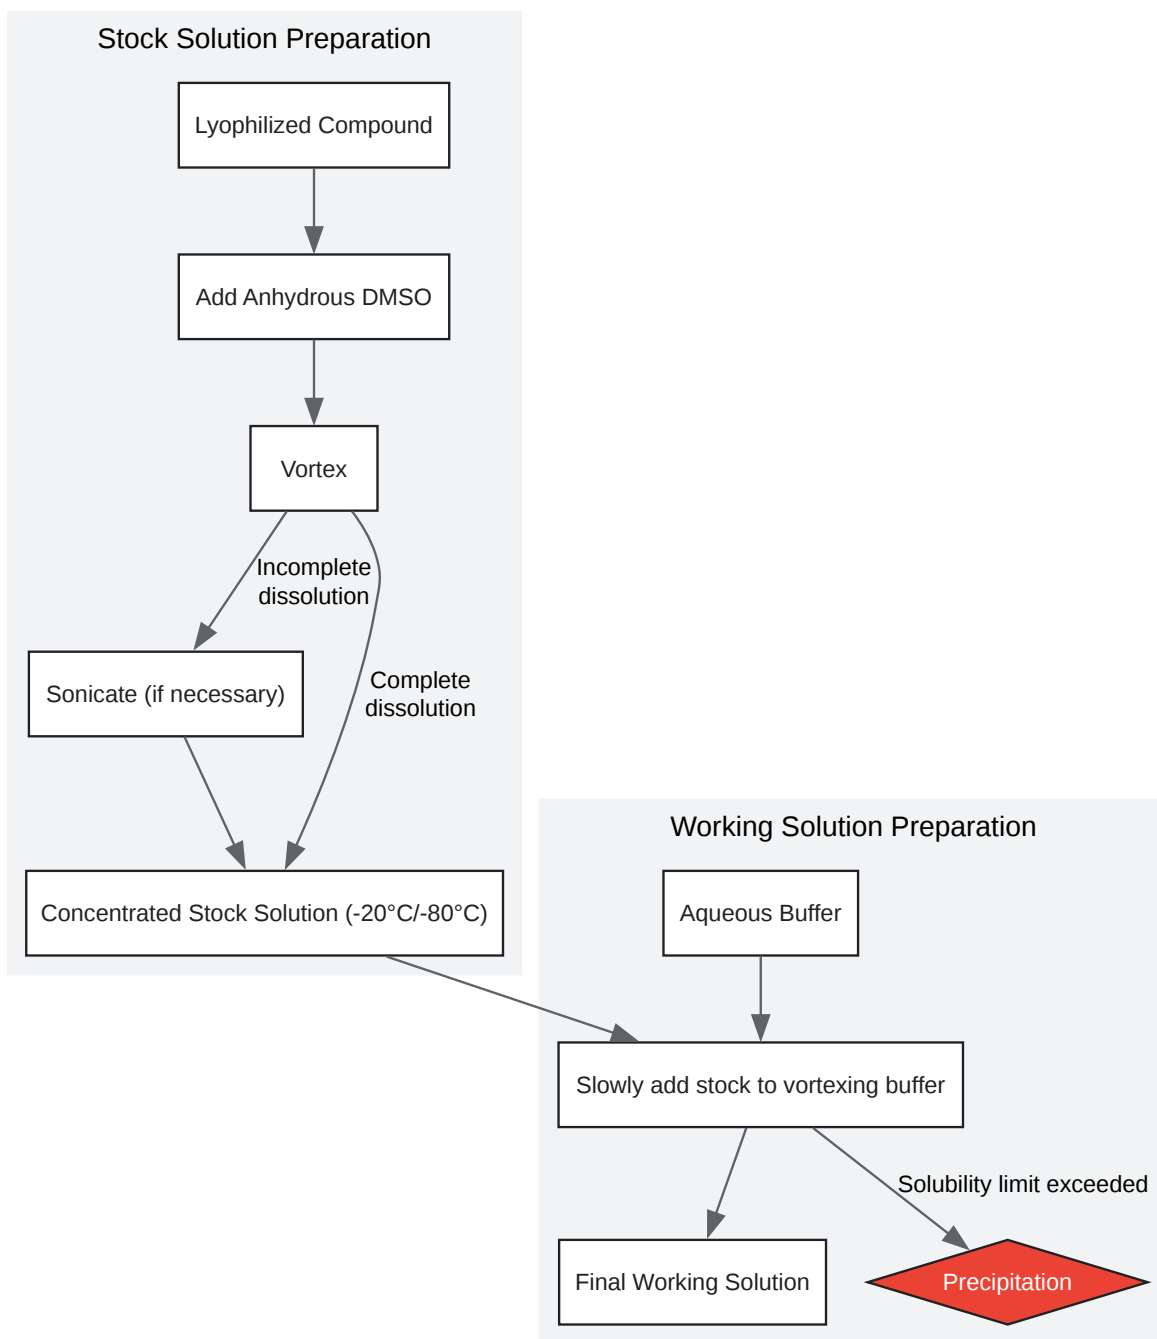 Stock Solution Preparation
Lyophilized Compound
Add Anhydrous DMSO
Vortex
Incomplete
dissolution
Sonicate (if necessary)
Complete
dissolution
Concentrated Stock Solution (-20°C/-80°C)
Working Solution Preparation
Aqueous Buffer
Slowly add stock to vortexing buffer
Solubility limit exceeded
Final Working Solution
Precipitation